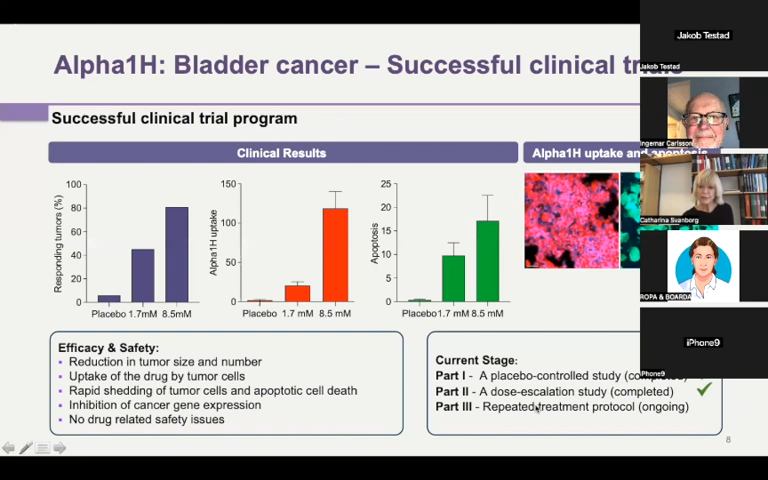 Alpha1H: Bladder cancer – Successful clinical trials
Successful clinical trial program
Clinical Results
Alpha1H uptake and apoptosis
Responding tumors (%)
100
80
60
40
20
0
Placebo 1.7mM 8.5mM
Alpha1H uptake
150
100
50
0
Placebo 1.7 mM 8.5 mM
Apoptosis
25
20
15
10
5
0
Placebo 1.7 mM 8.5 mM
Efficacy & Safety:
▪ Reduction in tumor size and number
▪ Uptake of the drug by tumor cells
▪ Rapid shedding of tumor cells and apoptotic cell death
▪ Inhibition of cancer gene expression
▪ No drug related safety issues
Current Stage:
Part I - A placebo-controlled study (completed)
Part II - A dose-escalation study (completed)
Part III - Repeated treatment protocol (ongoing)
8
Jakob Testad
Jakob Testad
Ingemar Carlsson
Catharina Svanborg
ROPA & BOARDA
iPhone9
iPhone9